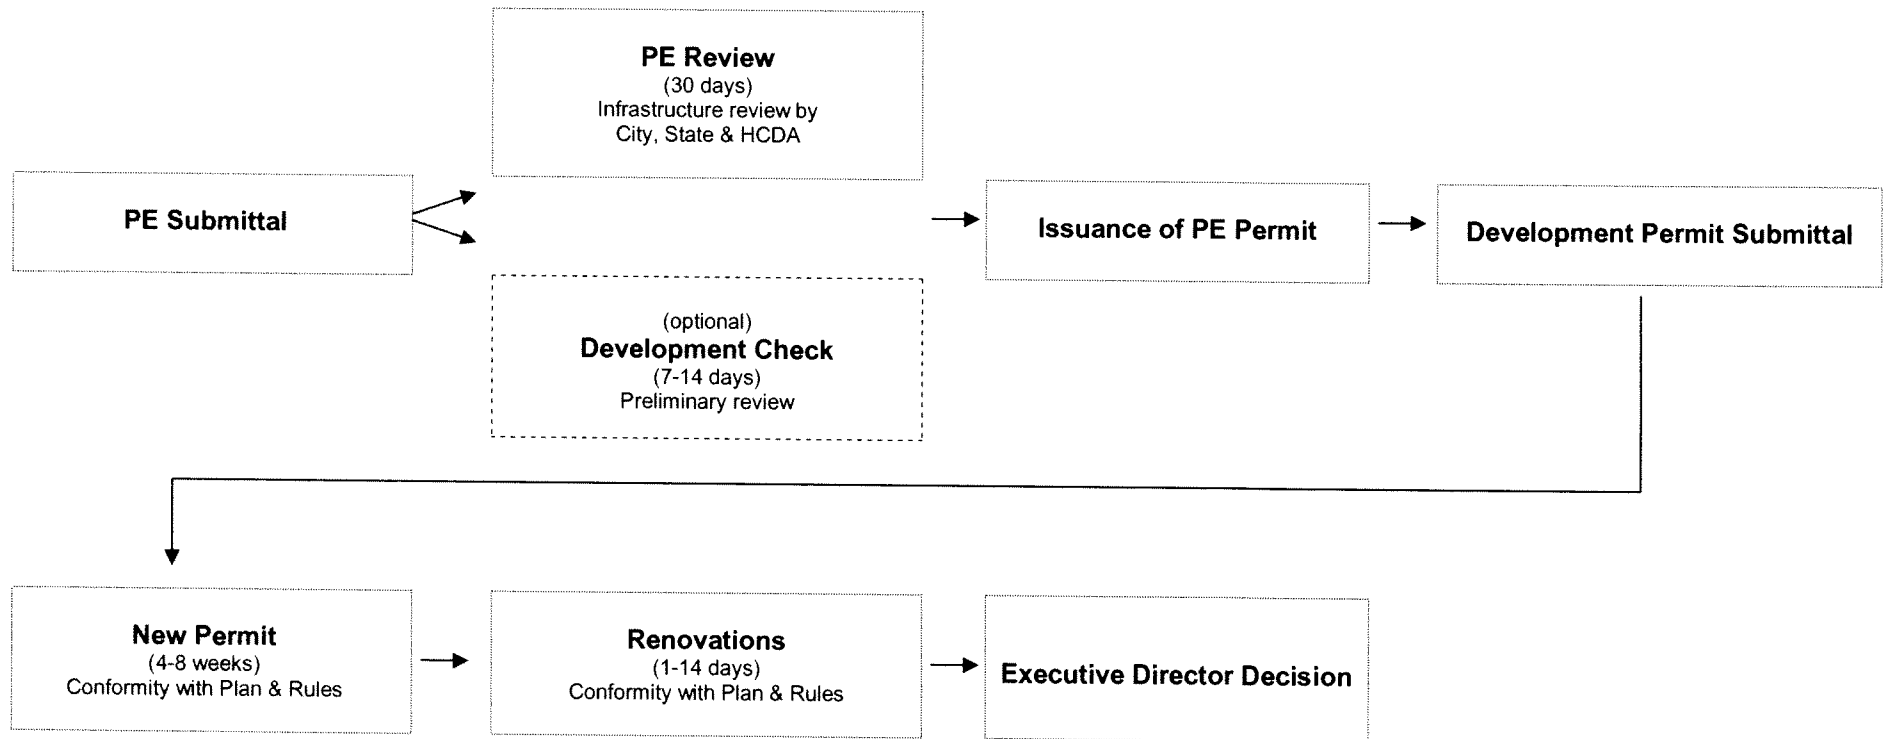 PE Review
(30 days)
Infrastructure review by
City, State & HCDA
PE Submittal
Issuance of PE Permit
Development Permit Submittal
(optional)
Development Check
(7-14 days)
Preliminary review
New Permit
(4-8 weeks)
Conformity with Plan & Rules
Renovations
(1-14 days)
Conformity with Plan & Rules
Executive Director Decision